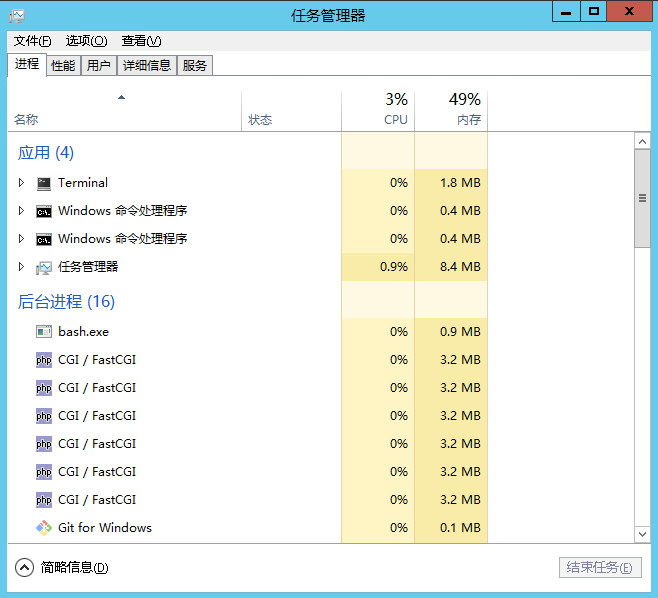 任务管理器
文件(F) 选项(O) 查看(V)
进程 性能 用户 详细信息 服务
3% 49%
名称 状态 CPU 内存
应用 (4)
Terminal 0% 1.8 MB
Windows 命令处理程序 0% 0.4 MB
Windows 命令处理程序 0% 0.4 MB
任务管理器 0.9% 8.4 MB
后台进程 (16)
bash.exe 0% 0.9 MB
php CGI / FastCGI 0% 3.2 MB
php CGI / FastCGI 0% 3.2 MB
php CGI / FastCGI 0% 3.2 MB
php CGI / FastCGI 0% 3.2 MB
php CGI / FastCGI 0% 3.2 MB
php CGI / FastCGI 0% 3.2 MB
Git for Windows 0% 0.1 MB
简略信息(D) 结束任务(E)